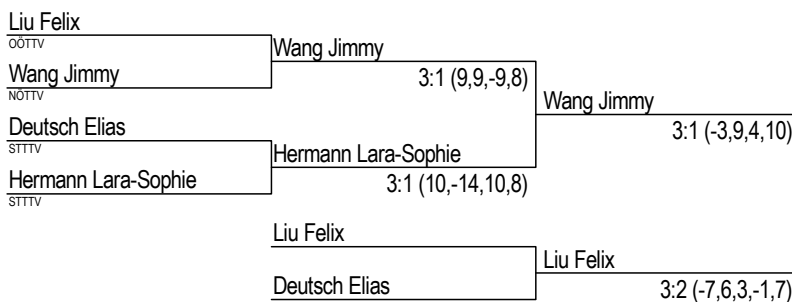 Liu Felix
OÖTTV
Wang Jimmy
Wang Jimmy
NÖTTV
3:1 (9,9,-9,8)
Wang Jimmy
Deutsch Elias
STTTV
3:1 (-3,9,4,10)
Hermann Lara-Sophie
Hermann Lara-Sophie
STTTV
3:1 (10,-14,10,8)
Liu Felix
Liu Felix
Deutsch Elias
3:2 (-7,6,3,-1,7)